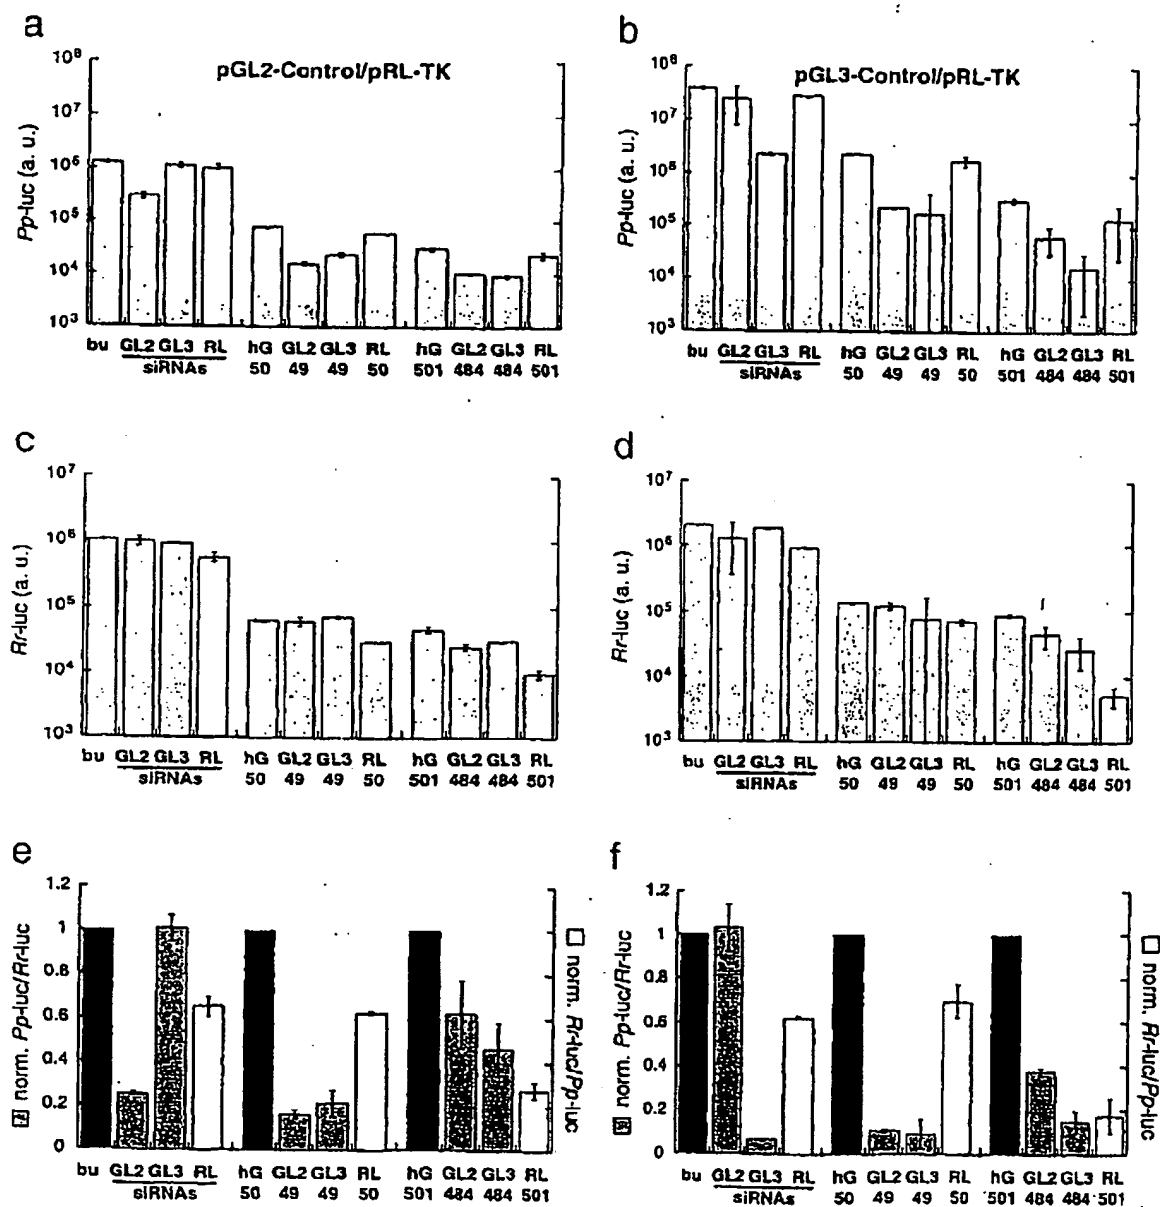 a
pGL2-Control/pRL-TK
10⁸
10⁷
10⁶
10⁵
10⁴
10³
Pp-luc (a. u.)
bu GL2 GL3 RL hG GL2 GL3 RL hG GL2 GL3 RL
siRNAs 50 49 49 50 501 484 484 501
b
pGL3-Control/pRL-TK
10⁸
10⁷
10⁶
10⁵
10⁴
10³
Pp-luc (a. u.)
bu GL2 GL3 RL hG GL2 GL3 RL hG GL2 GL3 RL
siRNAs 50 49 49 50 501 484 484 501
c
10⁷
10⁶
10⁵
10⁴
10³
Rr-luc (a. u.)
bu GL2 GL3 RL hG GL2 GL3 RL hG GL2 GL3 RL
siRNAs 50 49 49 50 501 484 484 501
d
10⁷
10⁶
10⁵
10⁴
10³
Rr-luc (a. u.)
bu GL2 GL3 RL hG GL2 GL3 RL hG GL2 GL3 RL
siRNAs 50 49 49 50 501 484 484 501
e
1.2
1
0.8
0.6
0.4
0.2
0
norm. Pp-luc/Rr-luc
norm. Rr-luc/Pp-luc
bu GL2 GL3 RL hG GL2 GL3 RL hG GL2 GL3 RL
siRNAs 50 49 49 50 501 484 484 501
f
1.2
1
0.8
0.6
0.4
0.2
0
norm. Pp-luc/Rr-luc
norm. Rr-luc/Pp-luc
bu GL2 GL3 RL hG GL2 GL3 RL hG GL2 GL3 RL
siRNAs 50 49 49 50 501 484 484 501